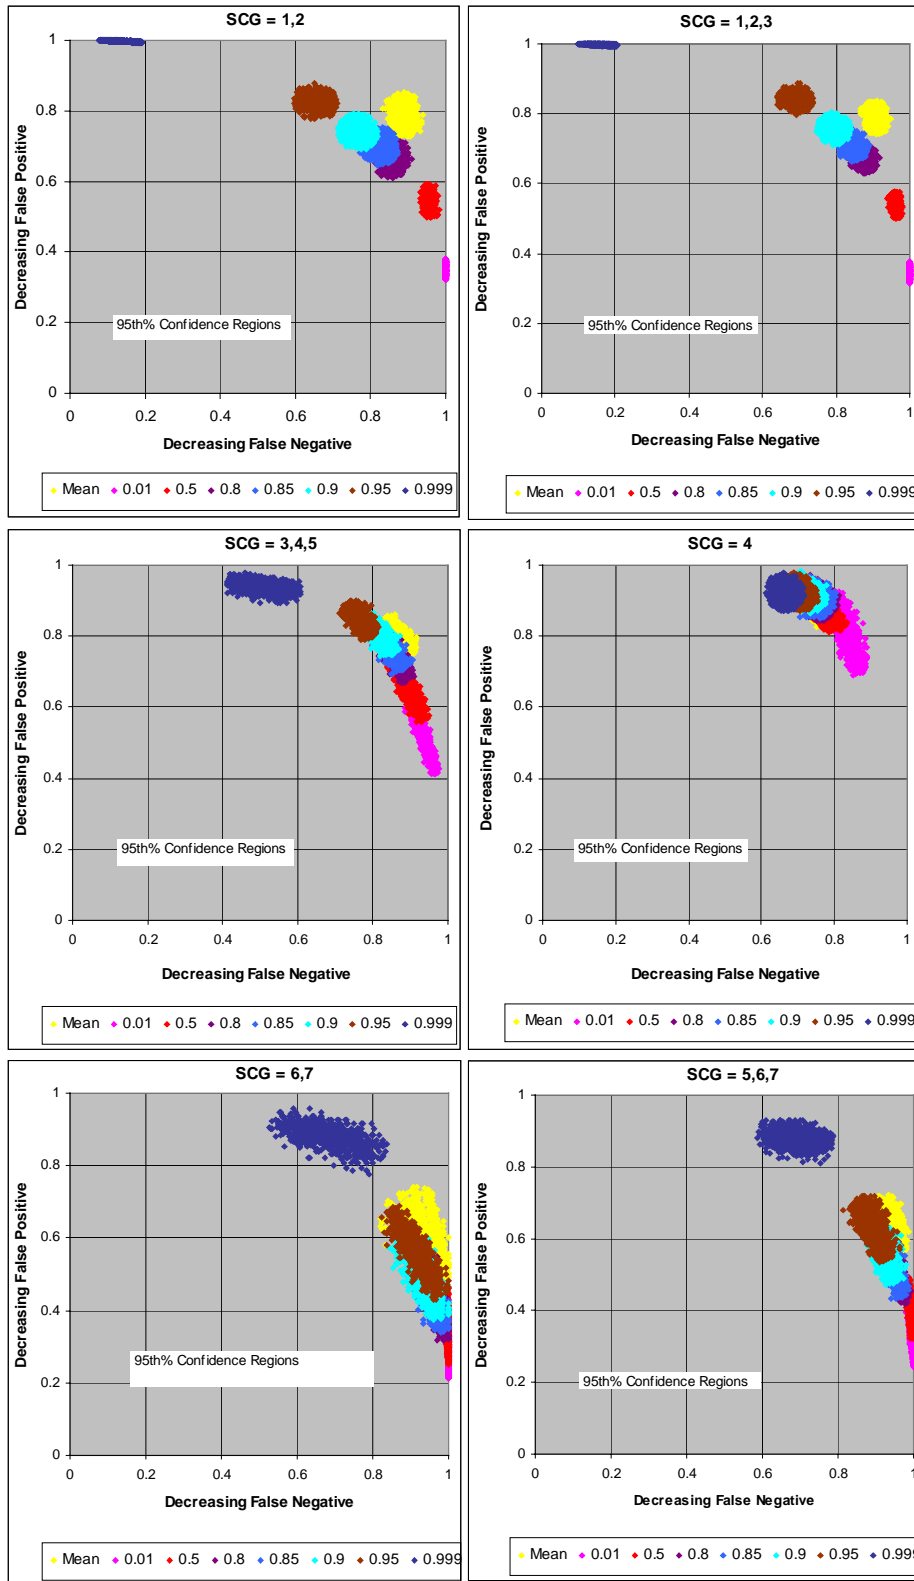 SCG = 1,2
1
0.8
0.6
0.4
0.2
0
0 0.2 0.4 0.6 0.8 1
Decreasing False Positive
95th% Confidence Regions
Decreasing False Negative
Mean 0.01 0.5 0.8 0.85 0.9 0.95 0.999
SCG = 1,2,3
1
0.8
0.6
0.4
0.2
0
0 0.2 0.4 0.6 0.8 1
Decreasing False Positive
95th% Confidence Regions
Decreasing False Negative
Mean 0.01 0.5 0.8 0.85 0.9 0.95 0.999
SCG = 3,4,5
1
0.8
0.6
0.4
0.2
0
0 0.2 0.4 0.6 0.8 1
Decreasing False Positive
95th% Confidence Regions
Decreasing False Negative
Mean 0.01 0.5 0.8 0.85 0.9 0.95 0.999
SCG = 4
1
0.8
0.6
0.4
0.2
0
0 0.2 0.4 0.6 0.8 1
Decreasing False Positive
95th% Confidence Regions
Decreasing False Negative
Mean 0.01 0.5 0.8 0.85 0.9 0.95 0.999
SCG = 6,7
1
0.8
0.6
0.4
0.2
0
0 0.2 0.4 0.6 0.8 1
Decreasing False Positive
95th% Confidence Regions
Decreasing False Negative
Mean 0.01 0.5 0.8 0.85 0.9 0.95 0.999
SCG = 5,6,7
1
0.8
0.6
0.4
0.2
0
0 0.2 0.4 0.6 0.8 1
Decreasing False Positive
95th% Confidence Regions
Decreasing False Negative
Mean 0.01 0.5 0.8 0.85 0.9 0.95 0.999